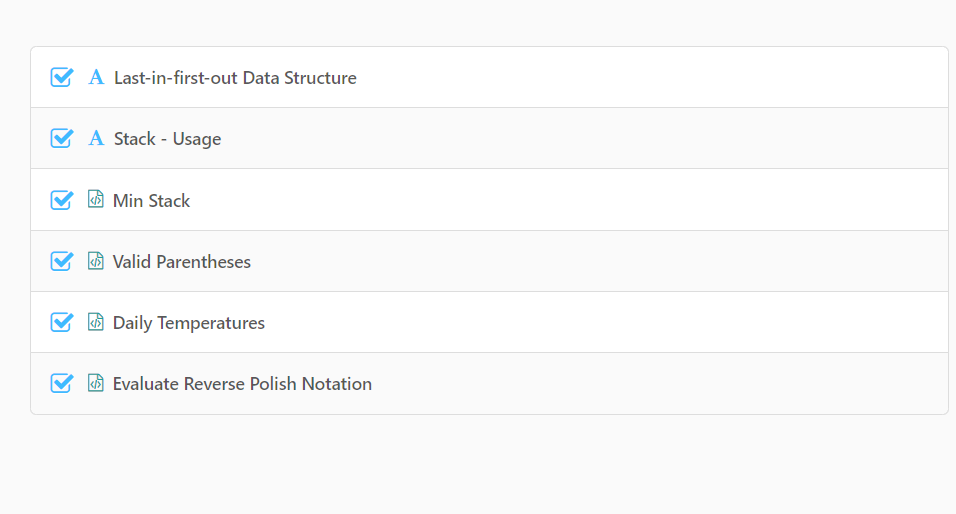 A Last-in-first-out Data Structure
A Stack - Usage
Min Stack
Valid Parentheses
Daily Temperatures
Evaluate Reverse Polish Notation